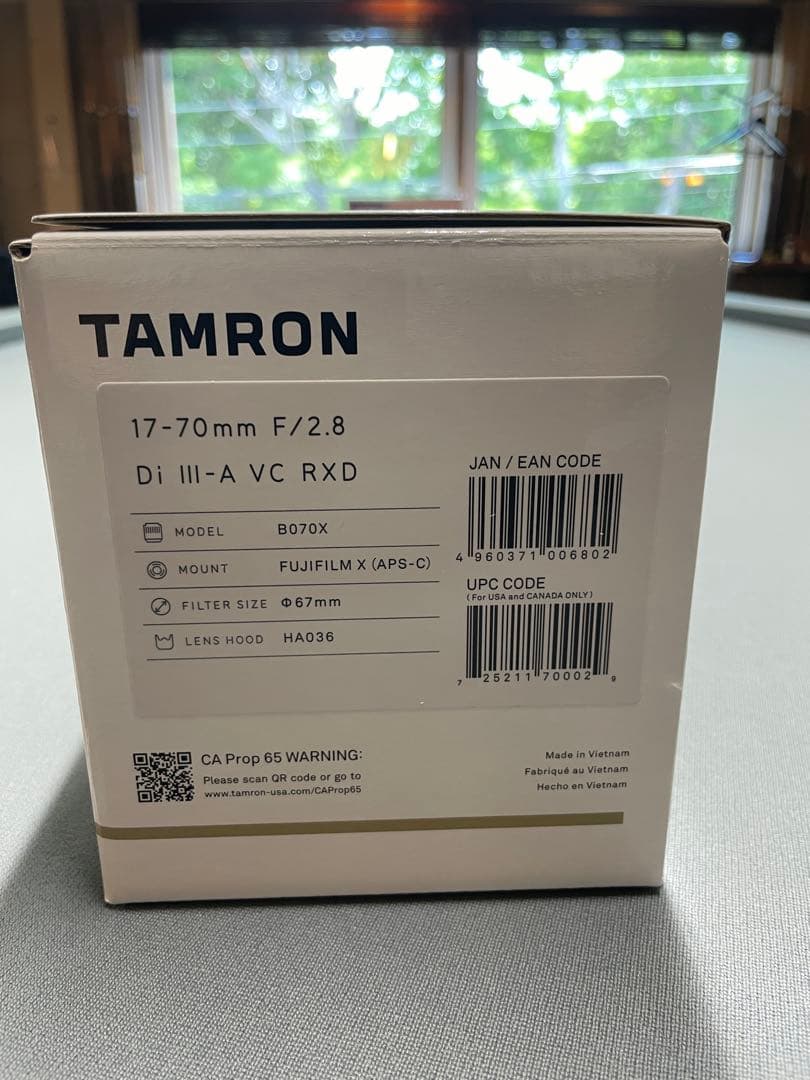 TAMRON
17-70mm F/2.8
Di III-A VC RXD
MODEL B070X
MOUNT FUJIFILM X (APS-C)
FILTER SIZE Φ67mm
LENS HOOD HA036
JAN / EAN CODE
4 960371 006802
UPC CODE
(For USA and CANADA ONLY)
7 25211 70002 9
CA Prop 65 WARNING:
Please scan QR code or go to
www.tamron-usa.com/CAProp65
Made in Vietnam
Fabriqué au Vietnam
Hecho en Vietnam